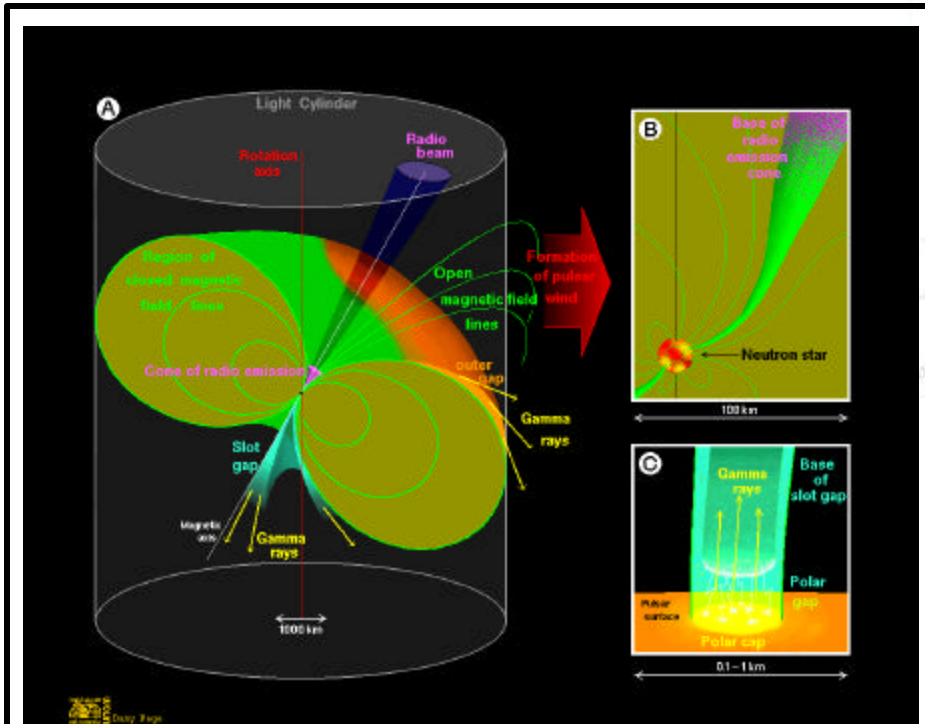 A
Light Cylinder
Radio
beam
Rotation
axis
Region of
closed magnetic
field lines
Open
magnetic field
lines
Formation
of pulsar
wind
Cone of radio emission
outer
gap
Gamma
rays
Slot
gap
Magnetic
axis
Gamma
rays
1000 km
B
Base of
radio
emission
cone
Neutron star
100 km
C
Gamma
rays
Base
of
slot gap
Polar
gap
Pulsar
surface
Polar cap
0.1 – 1 km
Dany Page